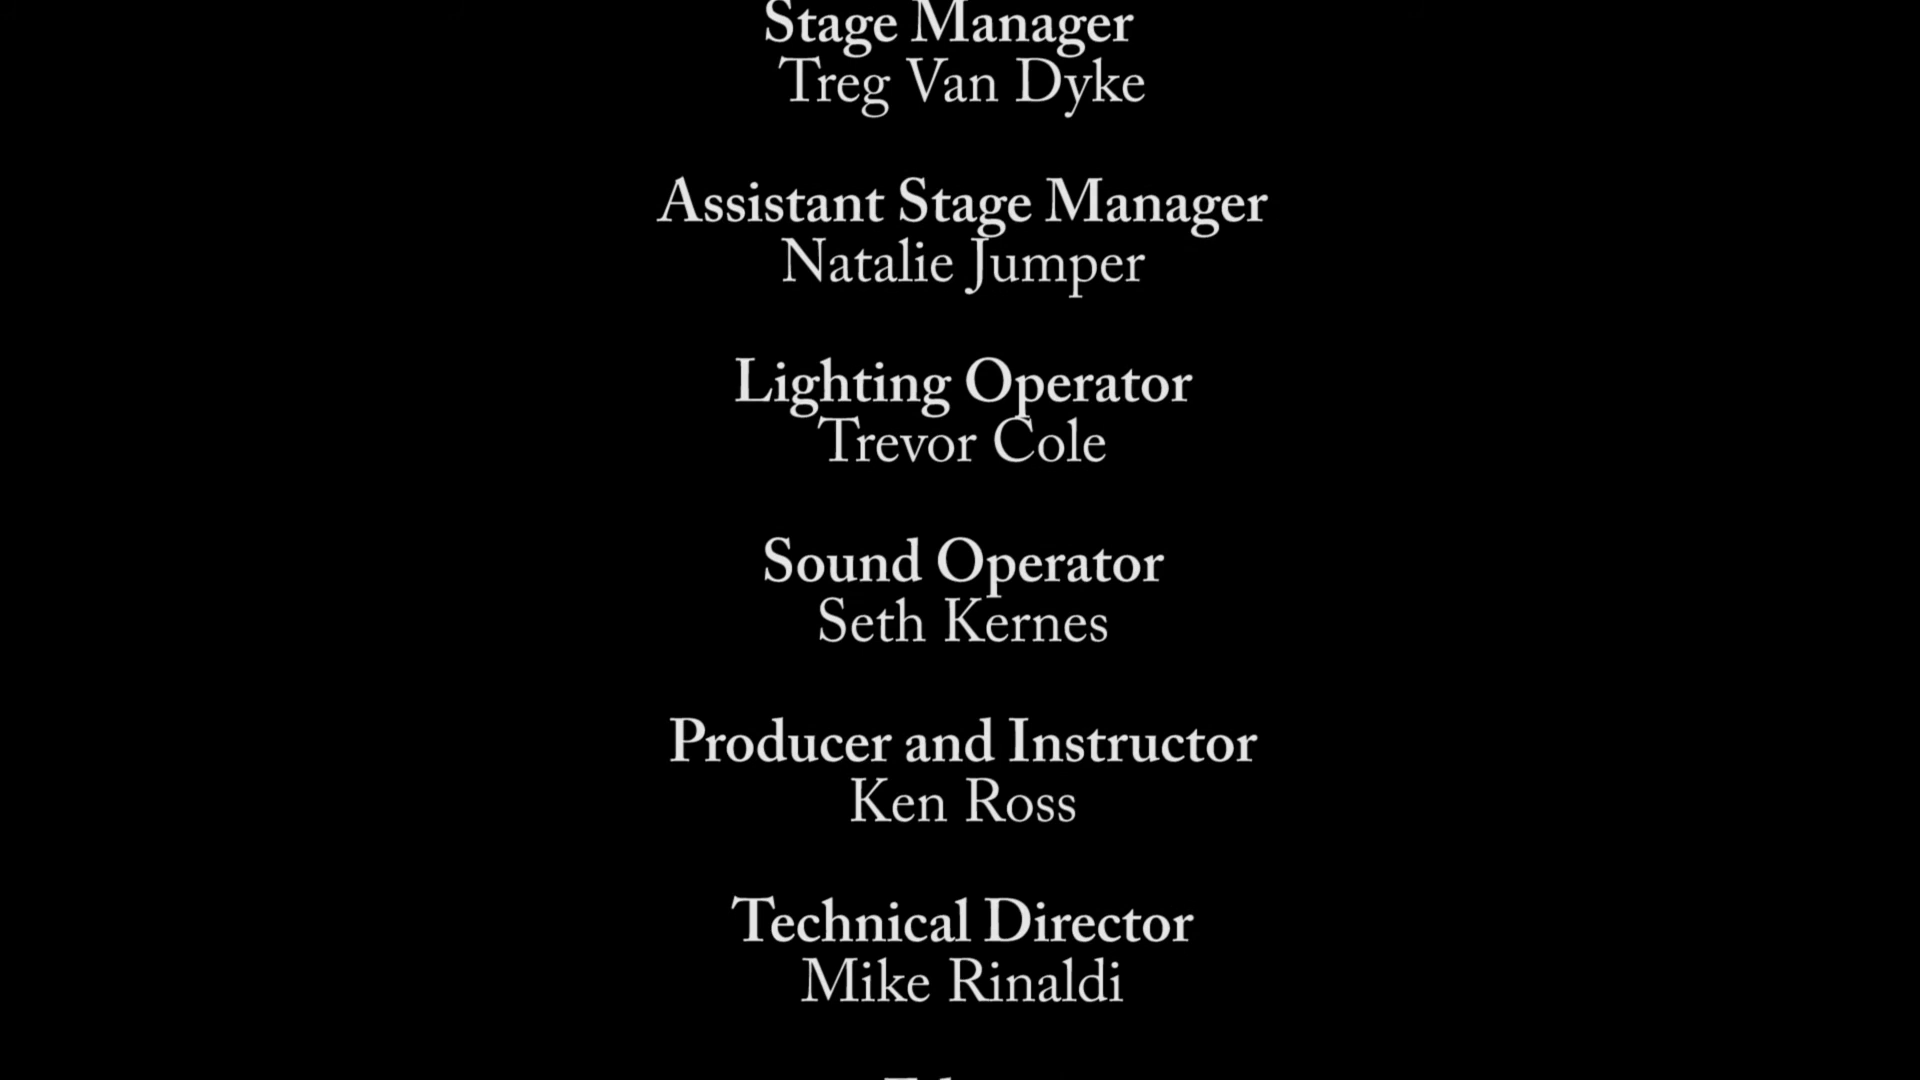 Stage Manager
Treg Van Dyke
Assistant Stage Manager
Natalie Jumper
Lighting Operator
Trevor Cole
Sound Operator
Seth Kernes
Producer and Instructor
Ken Ross
Technical Director
Mike Rinaldi